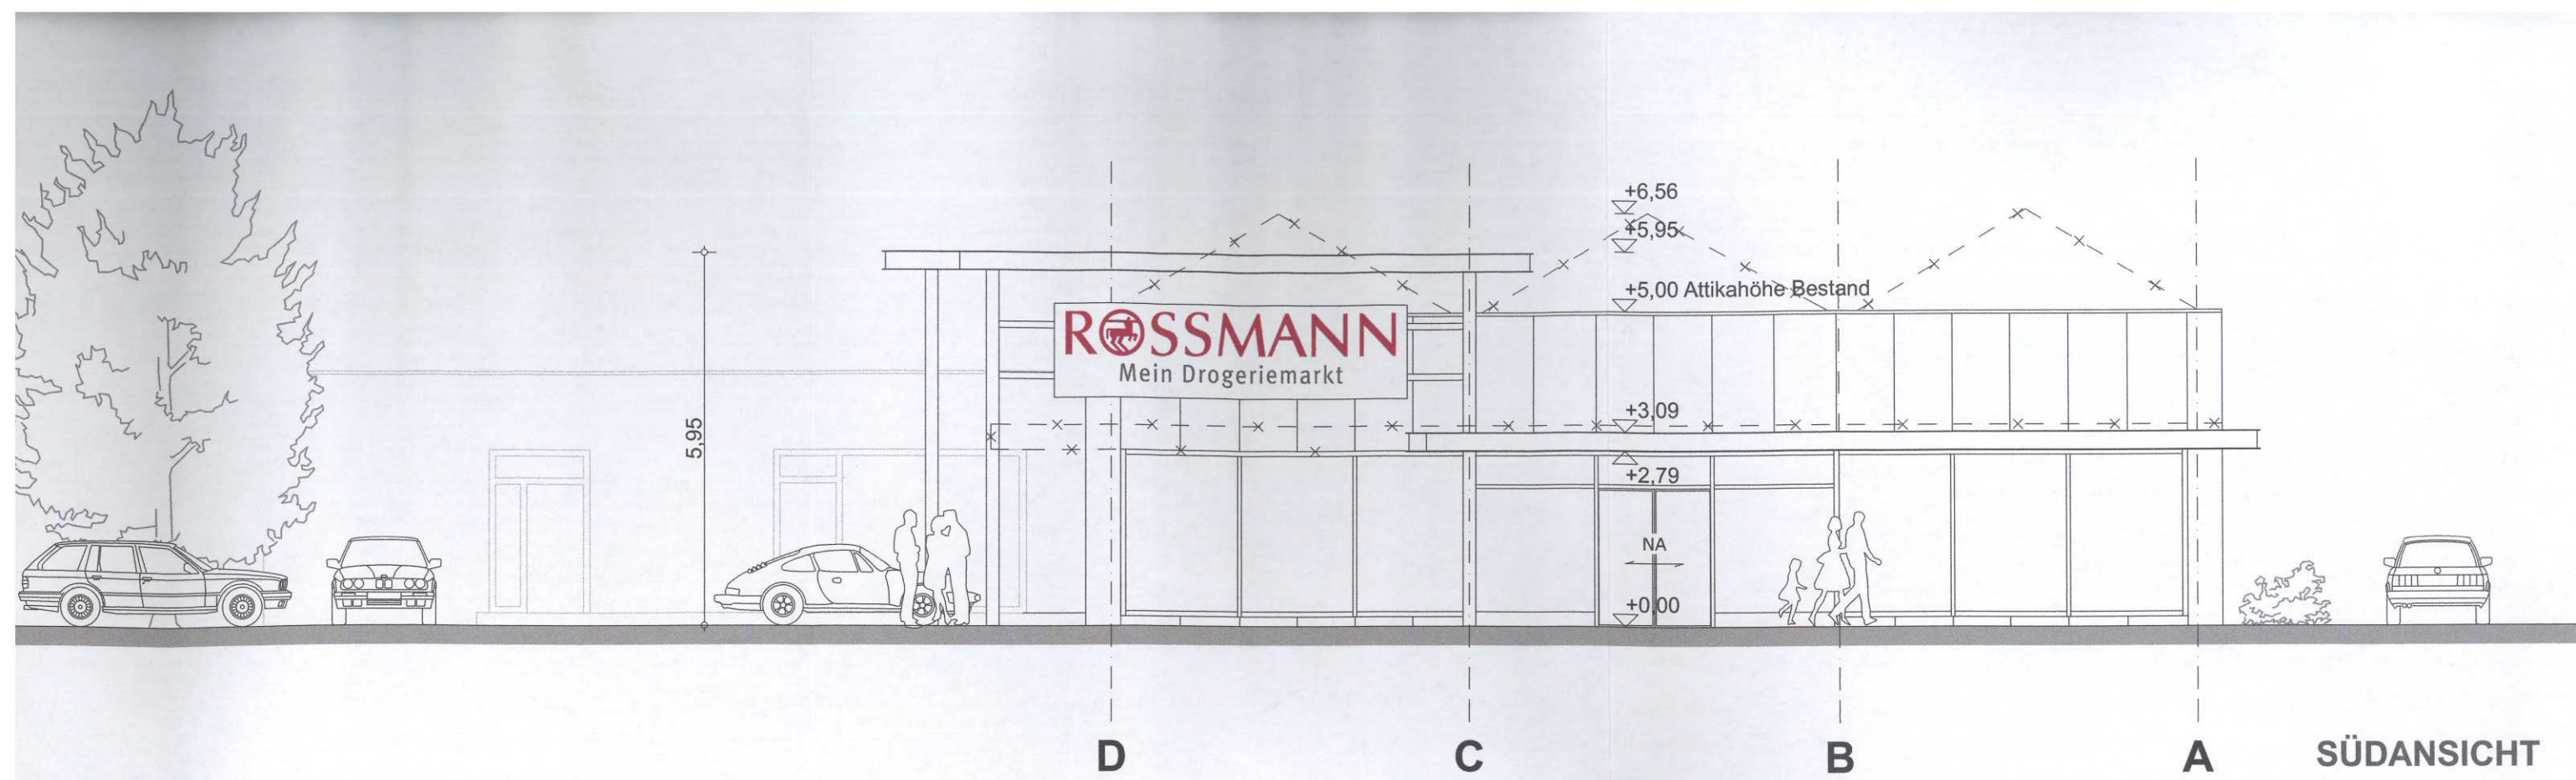 +6,56
+5,95
+5,00 Attikahöhe Bestand
ROSSMANN
Mein Drogeriemarkt
5,95
+3,09
+2,79
NA
+0,00
D
C
B
A
SÜDANSICHT